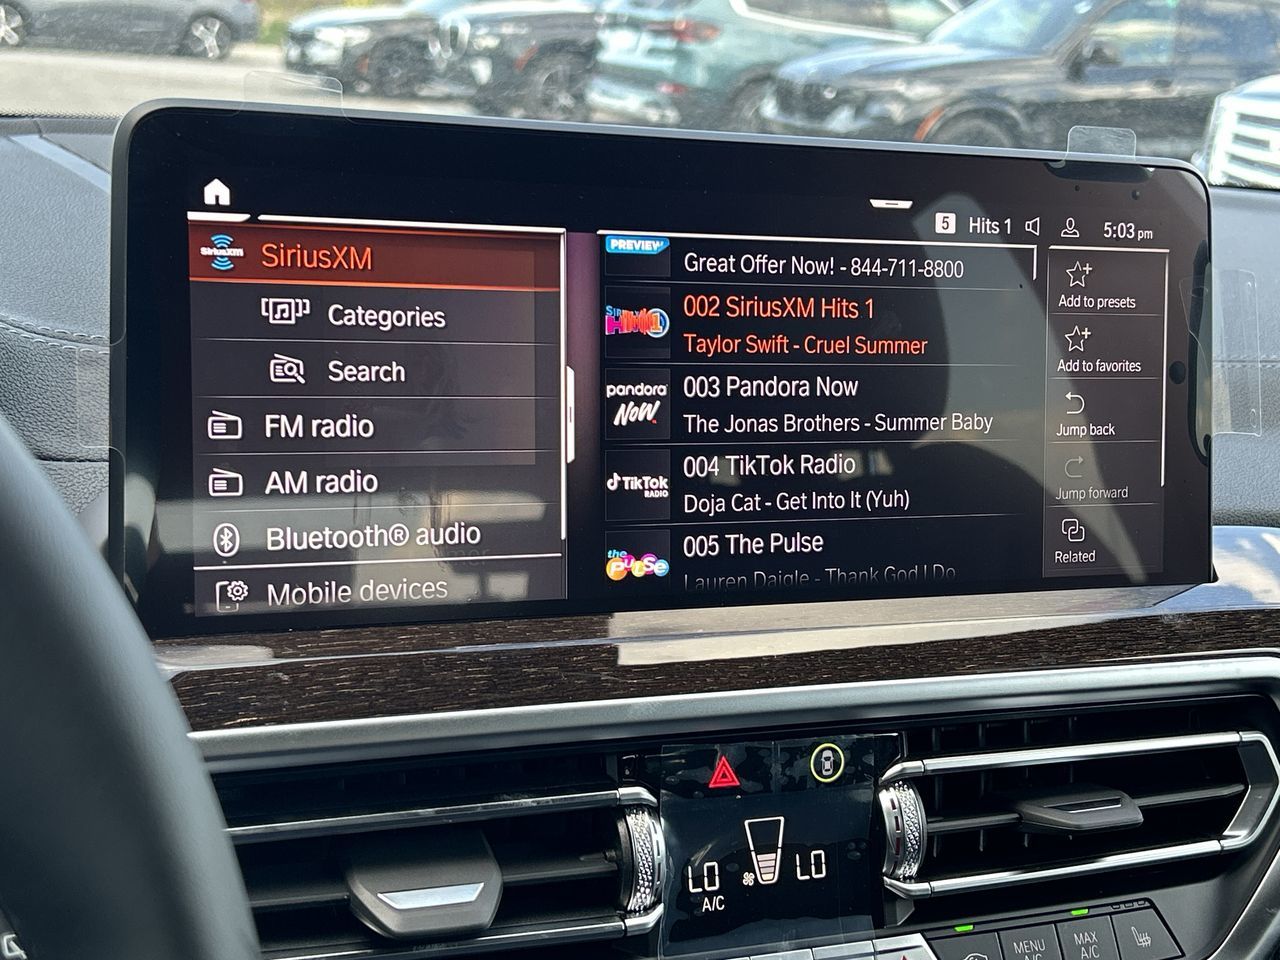 5 Hits 1 5:03 pm
SiriusXM SiriusXM
Categories
Search
FM radio
AM radio
Bluetooth® audio
Mobile devices
PREVIEW
Great Offer Now! - 844-711-8800
002 SiriusXM Hits 1
Taylor Swift - Cruel Summer
pandora
NOW
003 Pandora Now
The Jonas Brothers - Summer Baby
TikTok
RADIO
004 TikTok Radio
Doja Cat - Get Into It (Yuh)
the
pulse
005 The Pulse
Lauren Daigle - Thank God I Do
Add to presets
Add to favorites
Jump back
Jump forward
Related
LO LO
A/C
MENU
A/C
MAX
A/C